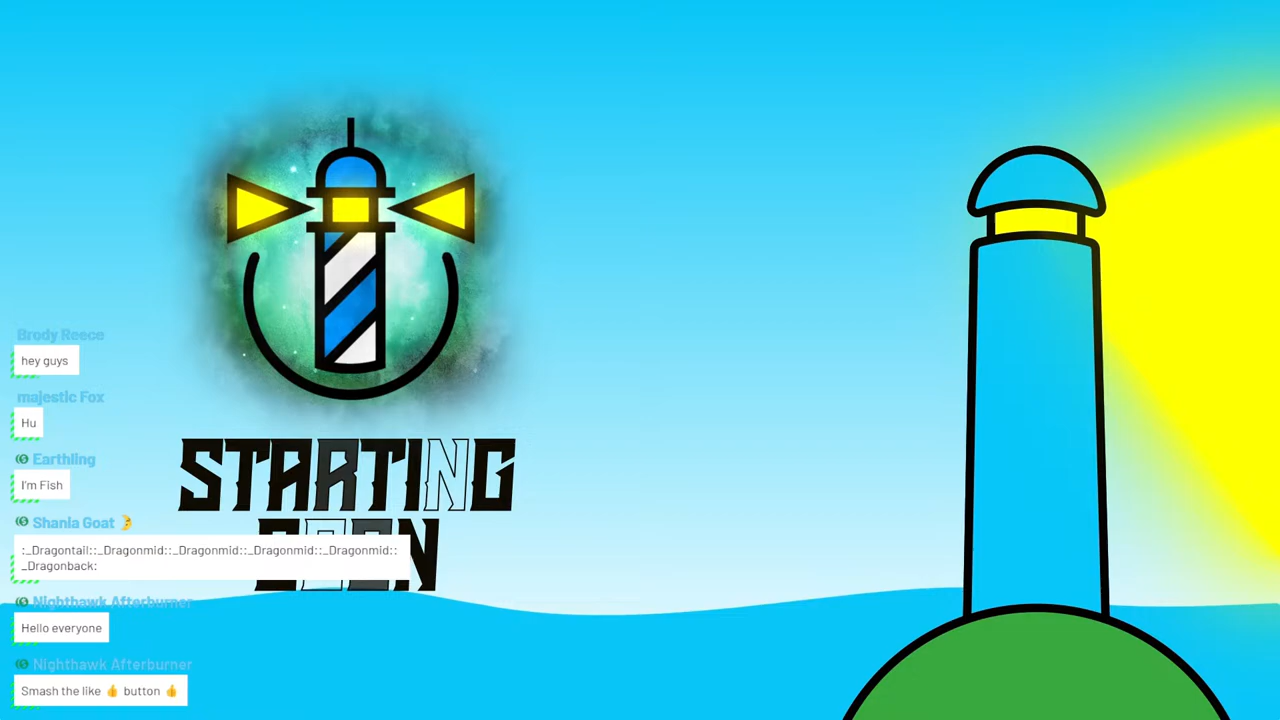 Brody Reece
hey guys
majestic Fox
Hu
Earthling
I'm Fish
STARTING
SOON
Shania Goat 🌛
:_Dragontail::_Dragonmid::_Dragonmid::_Dragonmid::_Dragonmid::
_Dragonback:
Nighthawk Afterburner
Hello everyone
Nighthawk Afterburner
Smash the like 👍 button 👍